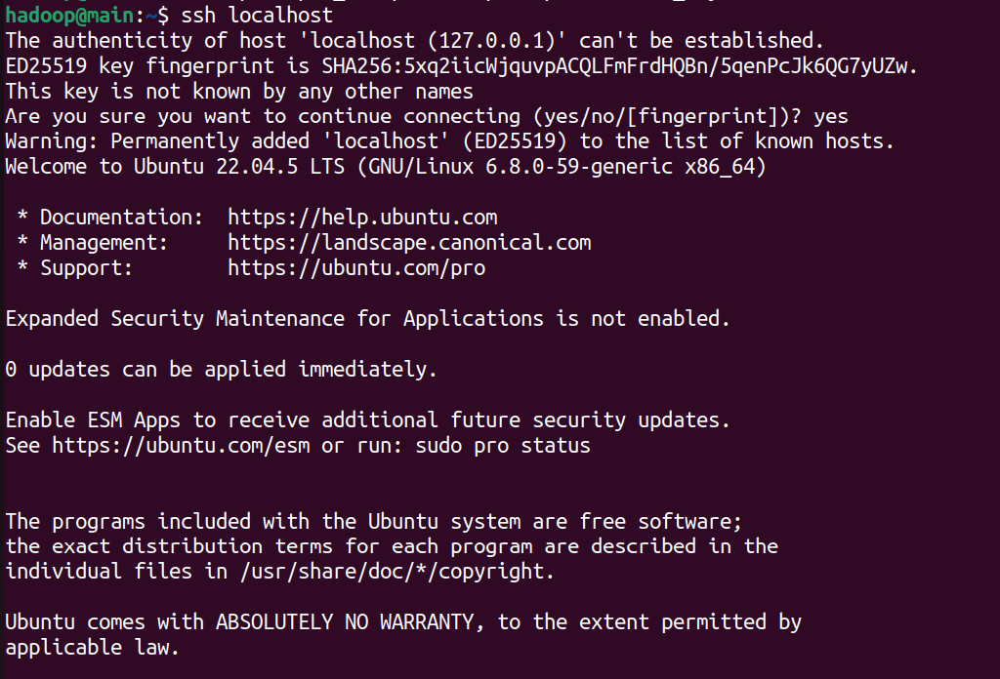 hadoop@main:~$ ssh localhost
The authenticity of host 'localhost (127.0.0.1)' can't be established.
ED25519 key fingerprint is SHA256:5xq2iicWjquvpACQLFmFrdHQBn/5qenPcJk6QG7yUZw.
This key is not known by any other names
Are you sure you want to continue connecting (yes/no/[fingerprint])? yes
Warning: Permanently added 'localhost' (ED25519) to the list of known hosts.
Welcome to Ubuntu 22.04.5 LTS (GNU/Linux 6.8.0-59-generic x86_64)
 * Documentation:  https://help.ubuntu.com
 * Management:     https://landscape.canonical.com
 * Support:        https://ubuntu.com/pro
Expanded Security Maintenance for Applications is not enabled.
0 updates can be applied immediately.
Enable ESM Apps to receive additional future security updates.
See https://ubuntu.com/esm or run: sudo pro status
The programs included with the Ubuntu system are free software;
the exact distribution terms for each program are described in the
individual files in /usr/share/doc/*/copyright.
Ubuntu comes with ABSOLUTELY NO WARRANTY, to the extent permitted by
applicable law.